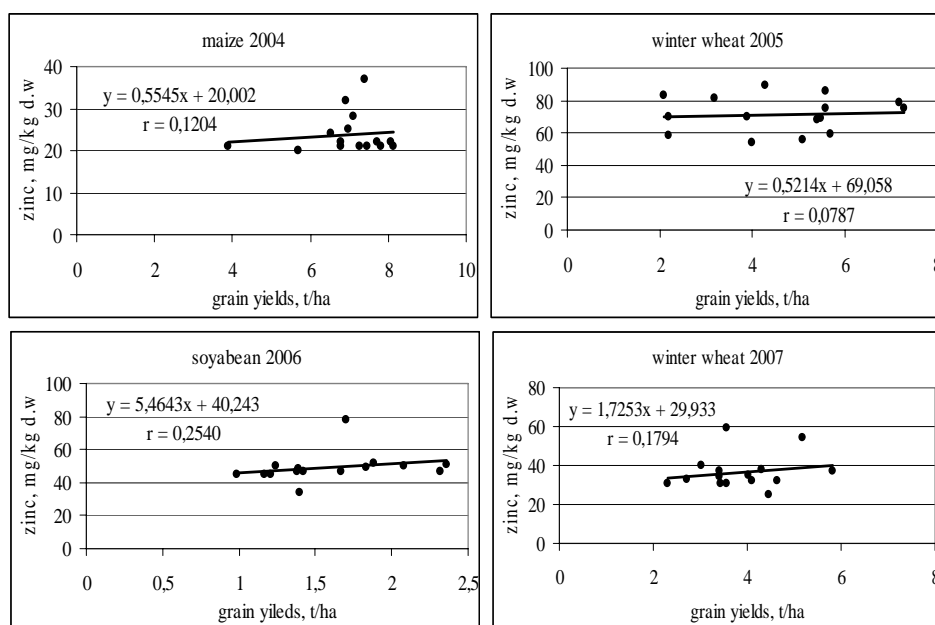 maize 2004
zinc, mg/kg d.w
40
30
20
10
0
y = 0,5545x + 20,002
r = 0,1204
0 2 4 6 8 10
grain yields, t/ha
winter wheat 2005
zinc, mg/kg d.w
100
80
60
40
20
0
y = 0,5214x + 69,058
r = 0,0787
0 2 4 6 8
grain yields, t/ha
soyabean 2006
zinc, mg/kg d.w
100
80
60
40
20
0
y = 5,4643x + 40,243
r = 0,2540
0 0,5 1 1,5 2 2,5
grain yileds, t/ha
winter wheat 2007
zinc, mg/kg d.w
80
60
40
20
0
y = 1,7253x + 29,933
r = 0,1794
0 2 4 6 8
grain yields, t/ha